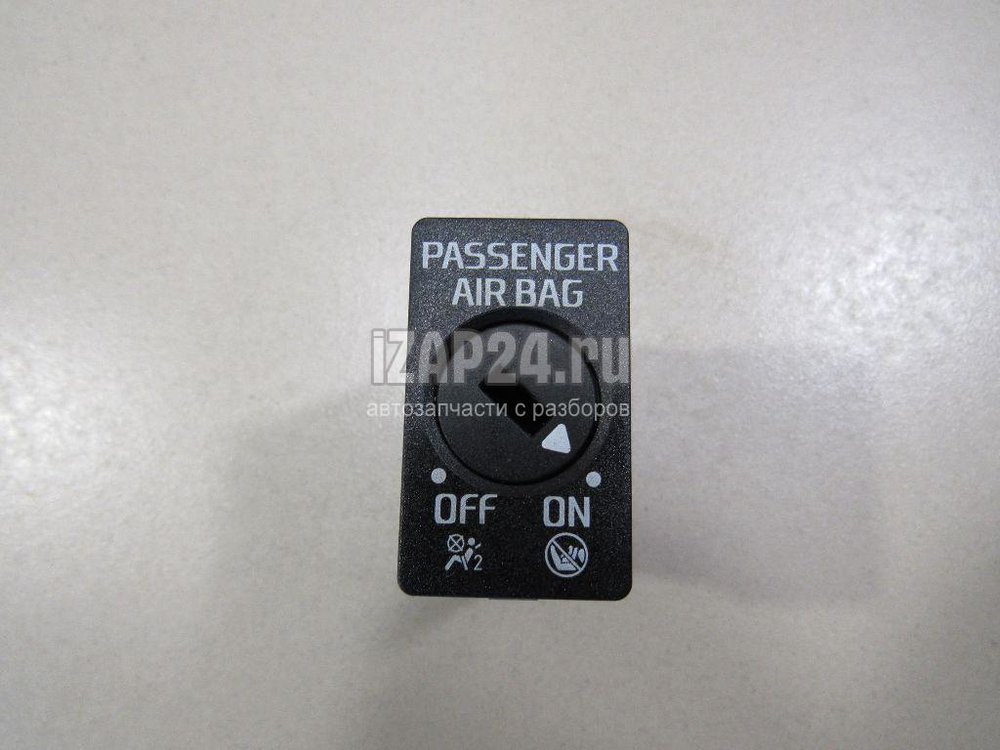 PASSENGER
AIR BAG
iZAP24.ru
автозапчасти с разборов
OFF ON
2